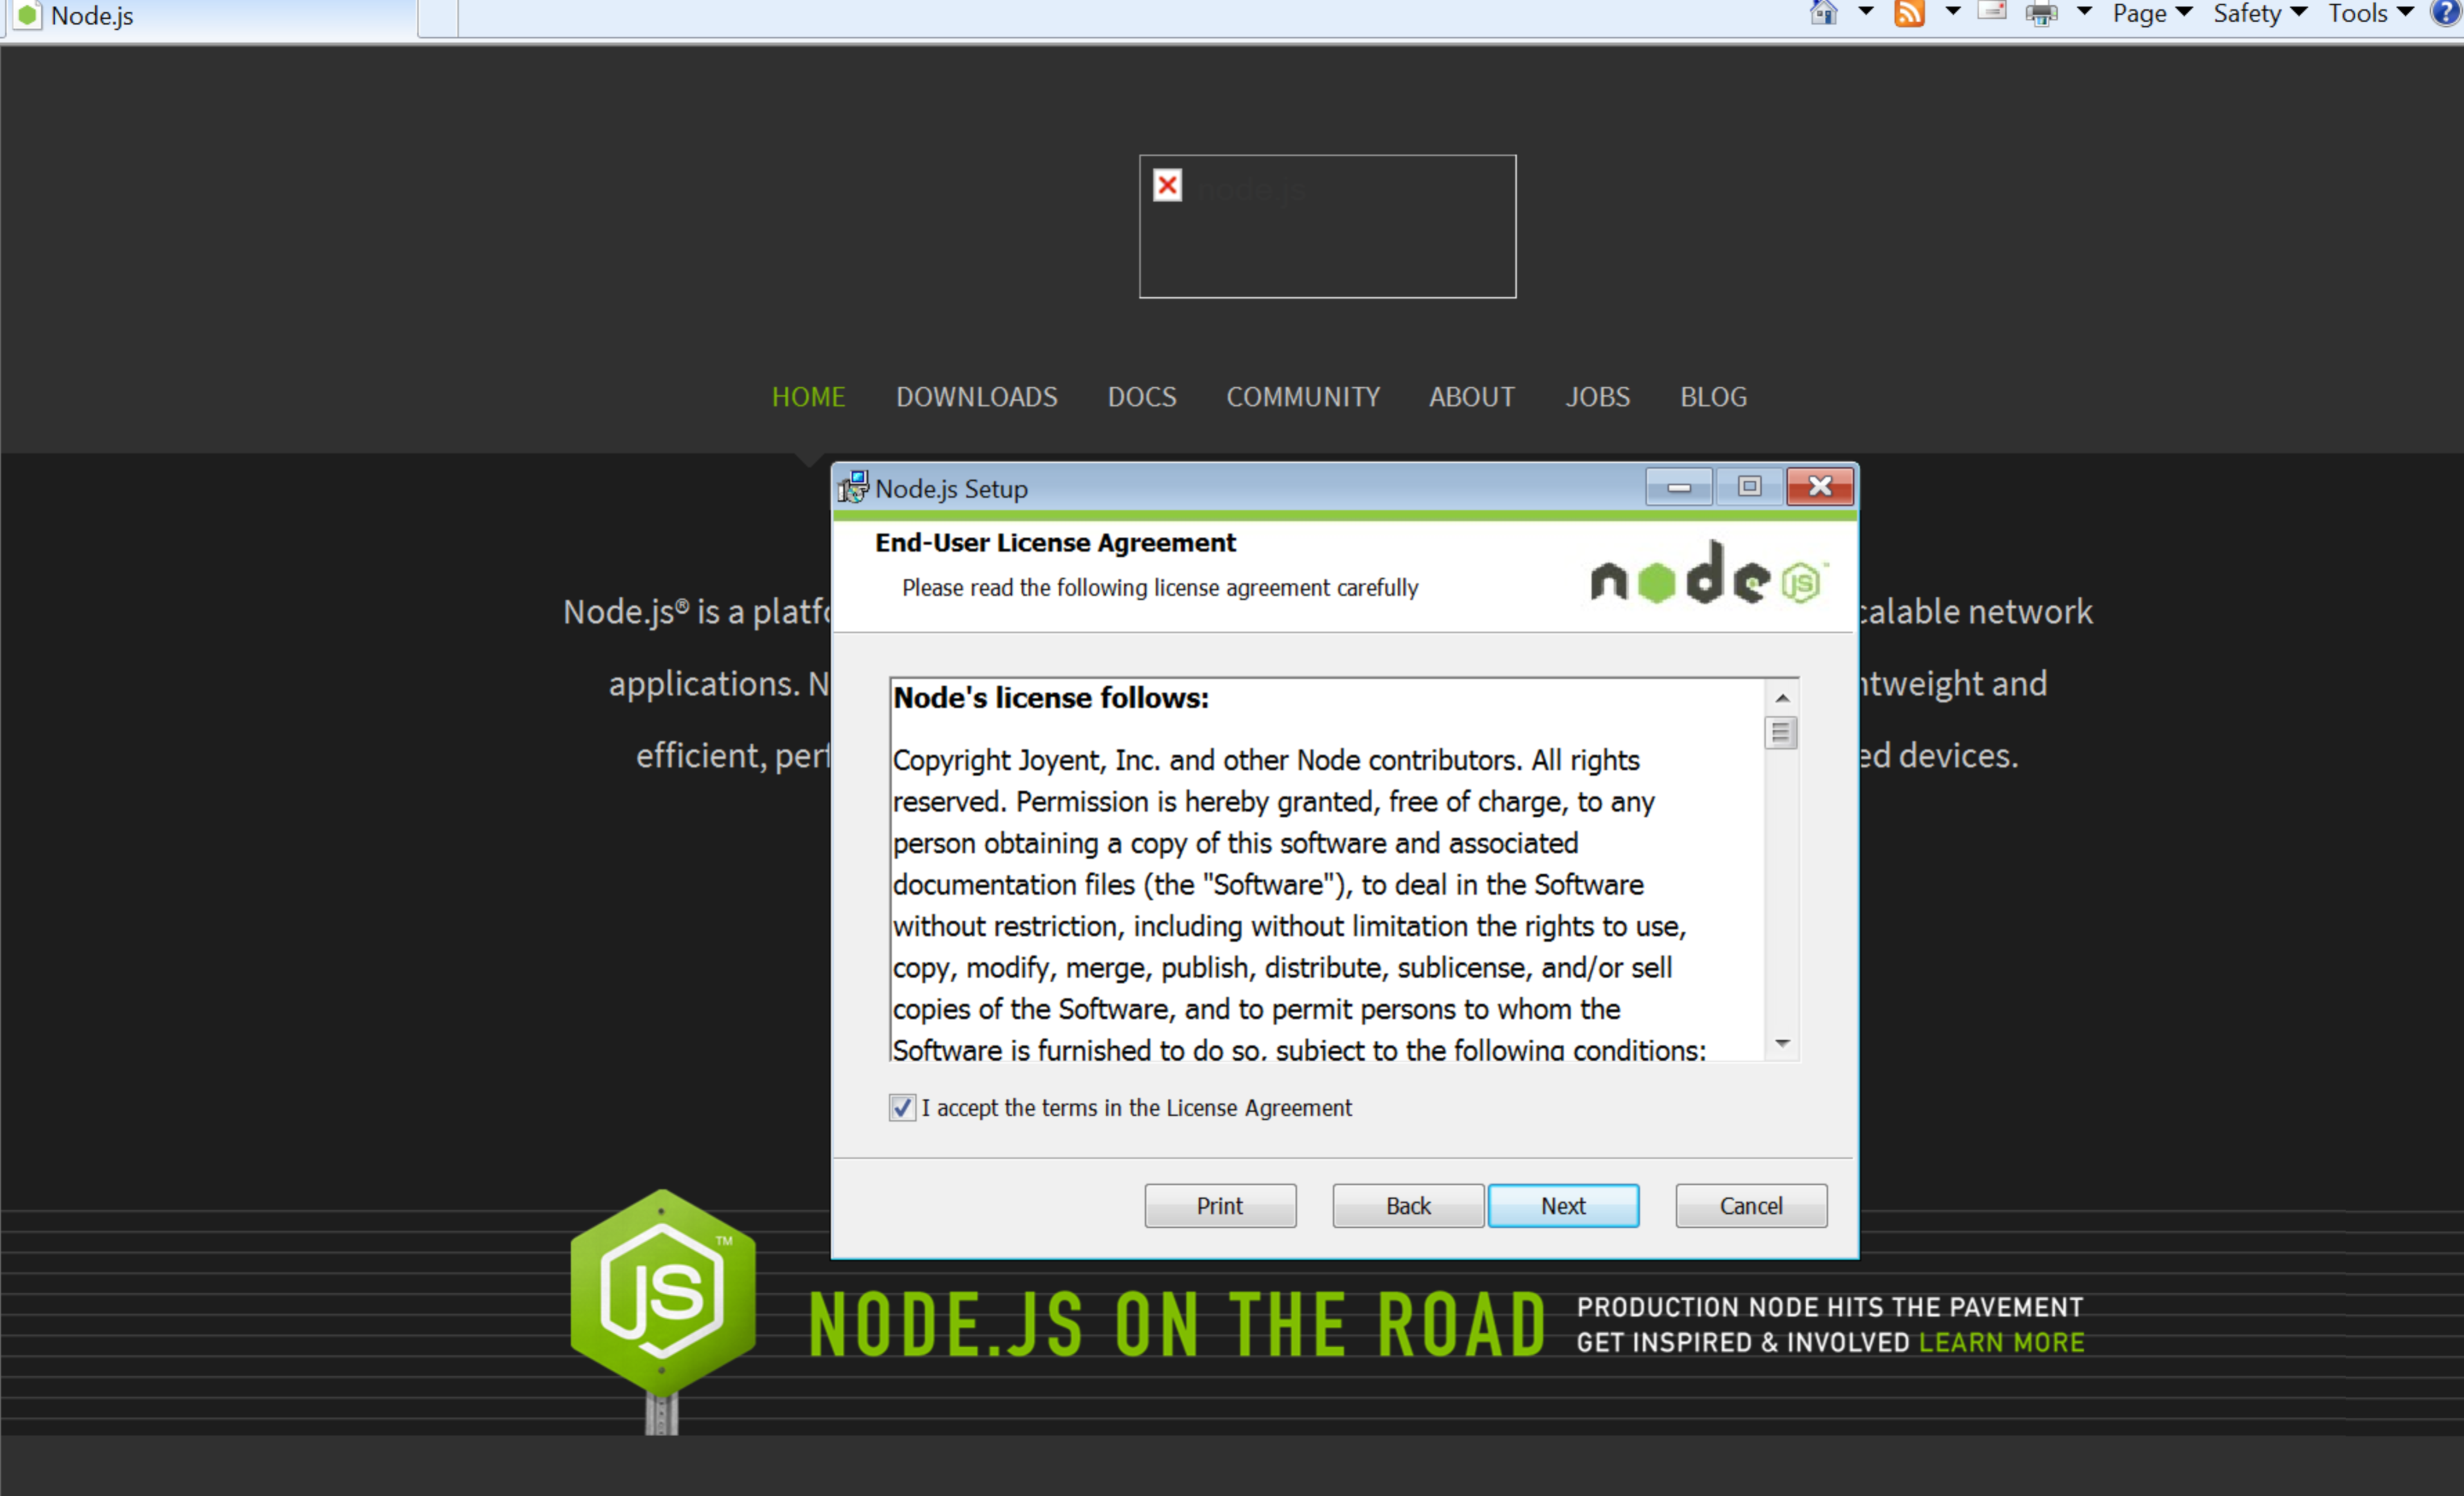 Node.js
Page
Safety
Tools
node.js
HOME DOWNLOADS DOCS COMMUNITY ABOUT JOBS BLOG
Node.js® is a platf
calable network
applications. N
tweight and
efficient, per
ed devices.
Node.js Setup
End-User License Agreement
Please read the following license agreement carefully
node JS ™
Node's license follows:
Copyright Joyent, Inc. and other Node contributors. All rights
reserved. Permission is hereby granted, free of charge, to any
person obtaining a copy of this software and associated
documentation files (the "Software"), to deal in the Software
without restriction, including without limitation the rights to use,
copy, modify, merge, publish, distribute, sublicense, and/or sell
copies of the Software, and to permit persons to whom the
Software is furnished to do so, subject to the following conditions:
I accept the terms in the License Agreement
Print Back Next Cancel
JS TM
NODE.JS ON THE ROAD
PRODUCTION NODE HITS THE PAVEMENT
GET INSPIRED & INVOLVED LEARN MORE